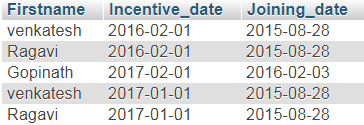 Firstname Incentive_date Joining_date
venkatesh 2016-02-01 2015-08-28
Ragavi 2016-02-01 2015-08-28
Gopinath 2017-02-01 2016-02-03
venkatesh 2017-01-01 2015-08-28
Ragavi 2017-01-01 2015-08-28